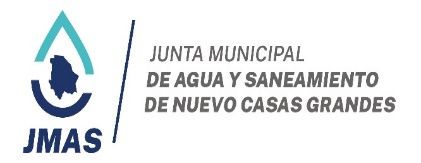 JMAS
JUNTA MUNICIPAL
DE AGUA Y SANEAMIENTO
DE NUEVO CASAS GRANDES